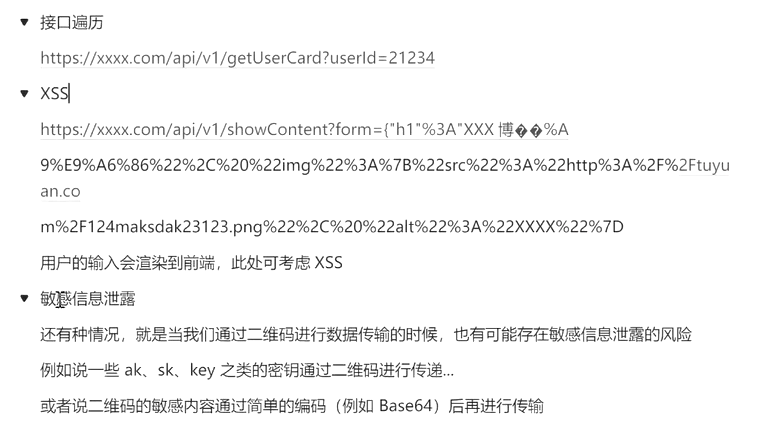 接口遍历
https://xxxx.com/api/v1/getUserCard?userId=21234
XSS
https://xxxx.com/api/v1/showContent?form={"h1"%3A"XXX 博��%A
9%E9%A6%86%22%2C%20%22img%22%3A%7B%22src%22%3A%22http%3A%2F%2Ftuyu
an.co
m%2F124maksdak23123.png%22%2C%20%22alt%22%3A%22XXXX%22%7D
用户的输入会渲染到前端，此处可考虑 XSS
敏感信息泄露
还有种情况，就是当我们通过二维码进行数据传输的时候，也有可能存在敏感信息泄露的风险
例如说一些 ak、sk、key 之类的密钥通过二维码进行传递...
或者说二维码的敏感内容通过简单的编码（例如 Base64）后再进行传输